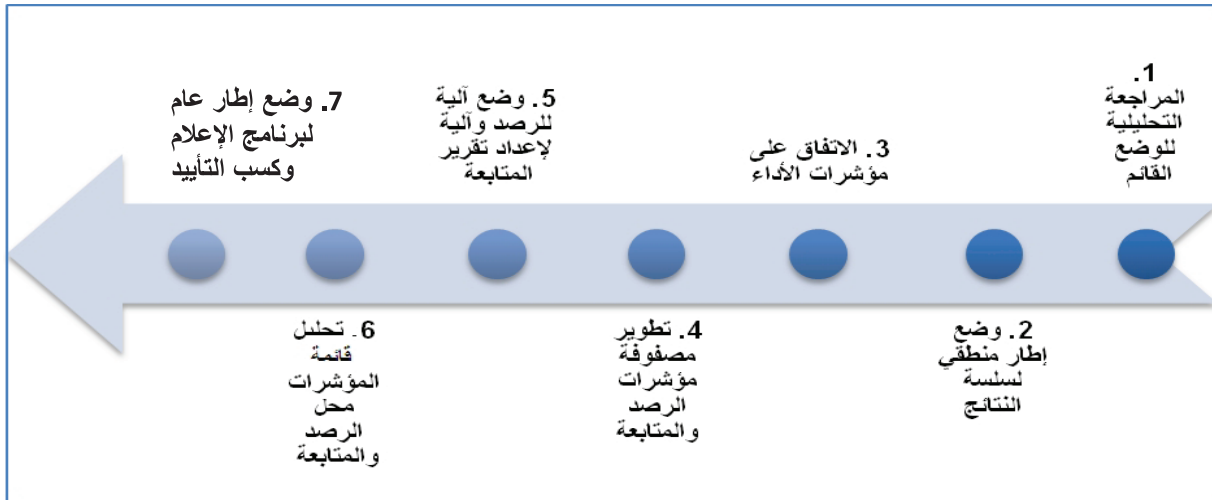 1.
المراجعة
التحليلية
للوضع
القائم
2. وضع
إطار منطقي
لسلسة
النتائج
3. الاتفاق على
مؤشرات الأداء
4. تطوير
مصفوفة
مؤشرات
الرصد
والمتابعة
5. وضع آلية
للرصد وآلية
لإعداد تقرير
المتابعة
6. تحليل
قائمة
المؤشرات
محل
الرصد
والمتابعة
7. وضع إطار عام
لبرنامج الإعلام
وكسب التأييد